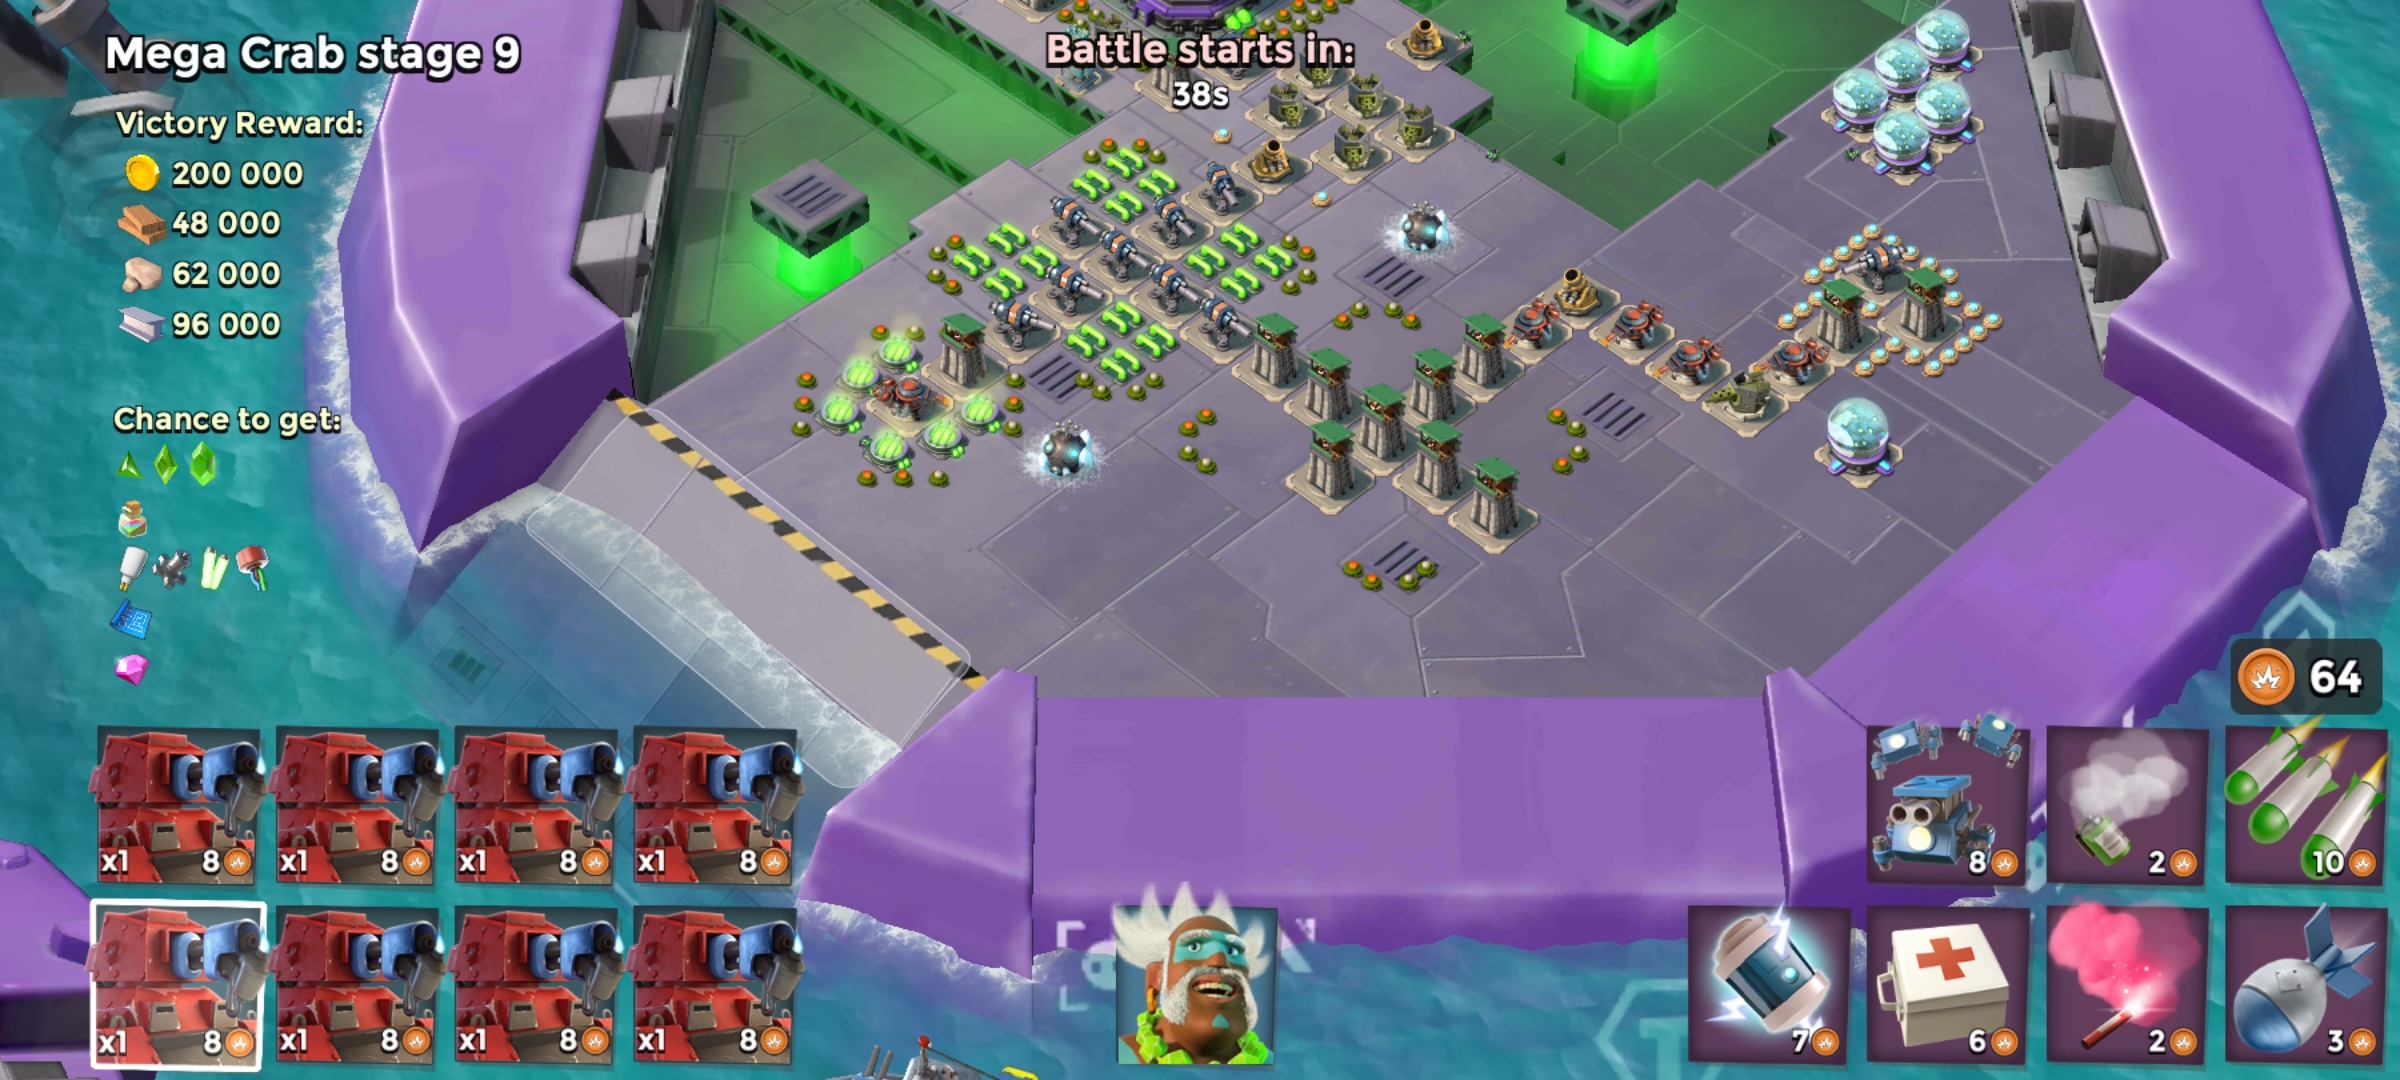 Mega Crab stage 9
Battle starts in:
38s
Victory Reward:
200 000
48 000
62 000
96 000
Chance to get:
64
x1 8
x1 8
x1 8
x1 8
8
2
10
x1 8
x1 8
x1 8
x1 8
7
6
2
3